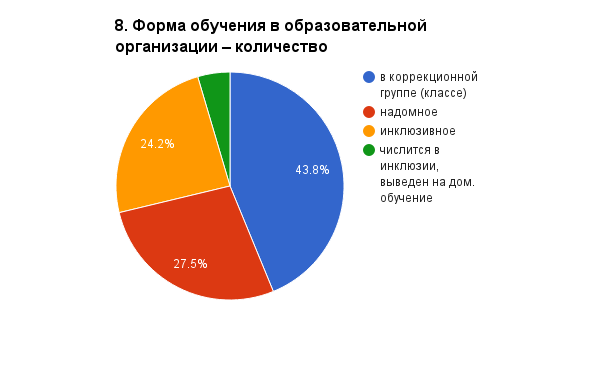 8. Форма обучения в образовательной
организации – количество
в коррекционной
группе (классе)
надомное
инклюзивное
числится в
инклюзии,
выведен на дом.
обучение
24.2%
43.8%
27.5%